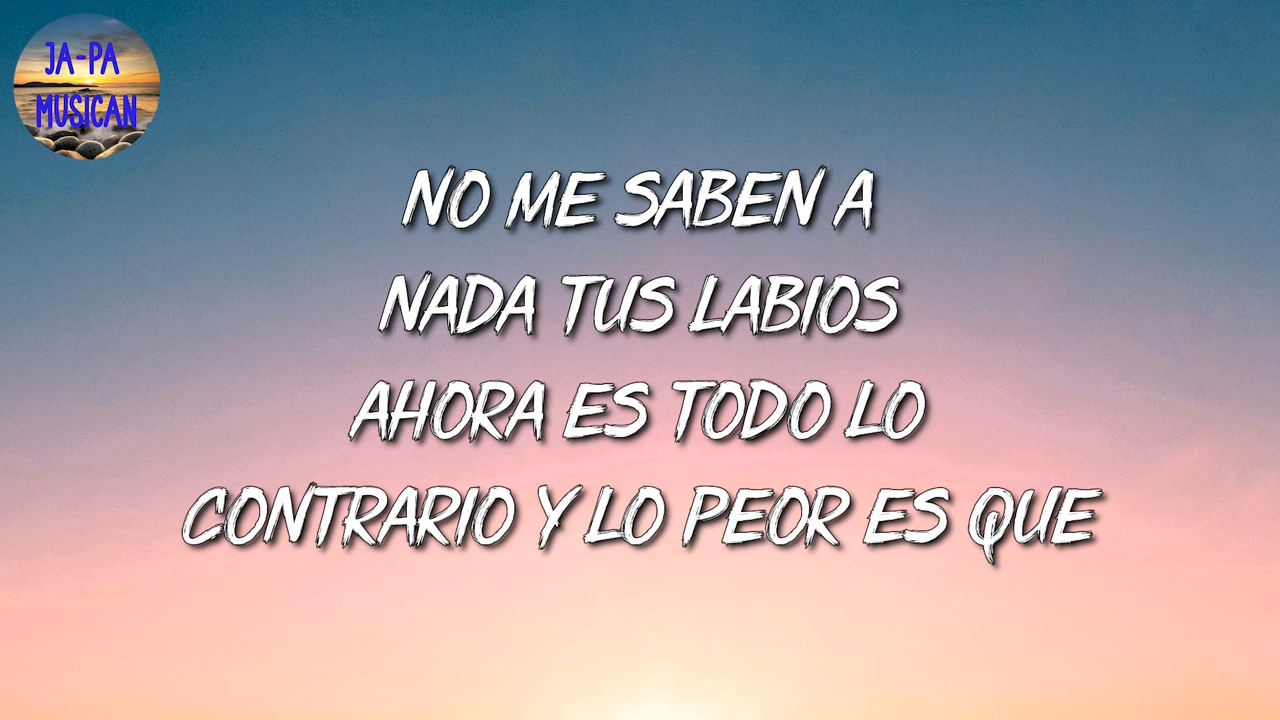 JA-PA
MUSICAN
NO ME SABEN A
NADA TUS LABIOS
AHORA ES TODO LO
CONTRARIO Y LO PEOR ES QUE